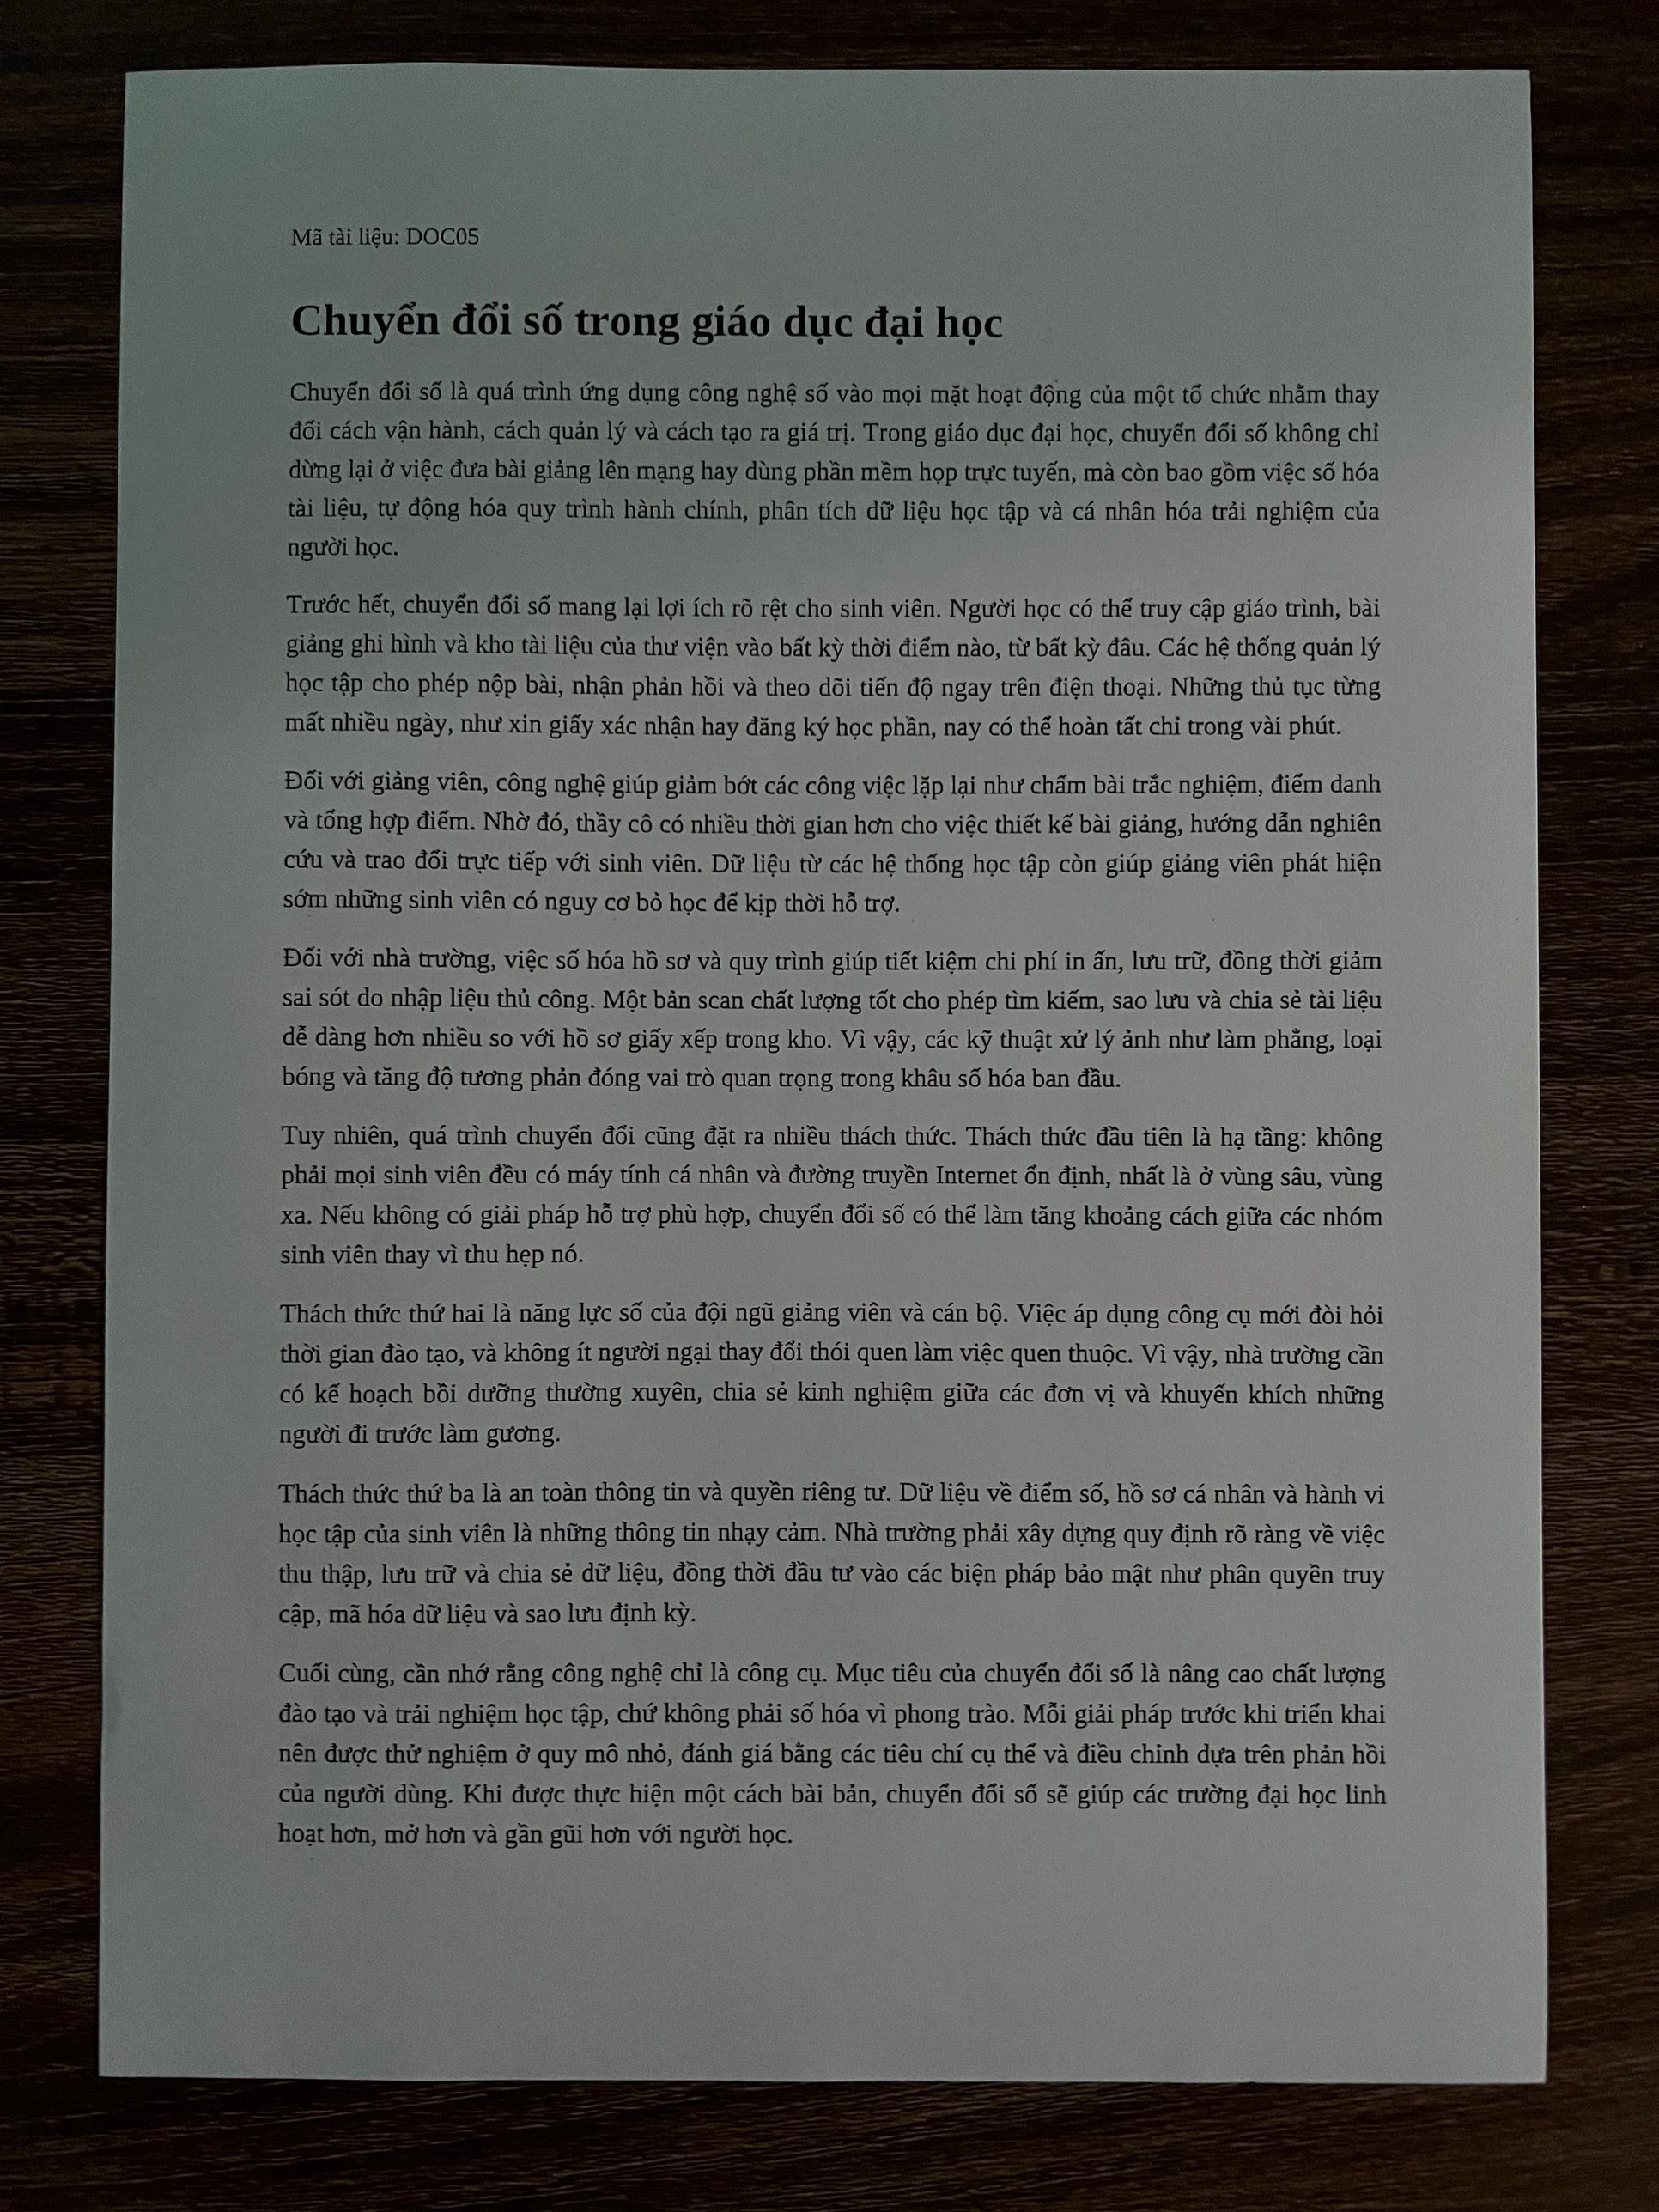 Mã tài liệu: DOC05
Chuyển đổi số trong giáo dục đại học
Chuyển đổi số là quá trình ứng dụng công nghệ số vào mọi mặt hoạt động của một tổ chức nhằm thay
đổi cách vận hành, cách quản lý và cách tạo ra giá trị. Trong giáo dục đại học, chuyển đổi số không chỉ
dừng lại ở việc đưa bài giảng lên mạng hay dùng phần mềm họp trực tuyến, mà còn bao gồm việc số hóa
tài liệu, tự động hóa quy trình hành chính, phân tích dữ liệu học tập và cá nhân hóa trải nghiệm của
người học.
Trước hết, chuyển đổi số mang lại lợi ích rõ rệt cho sinh viên. Người học có thể truy cập giáo trình, bài
giảng ghi hình và kho tài liệu của thư viện vào bất kỳ thời điểm nào, từ bất kỳ đâu. Các hệ thống quản lý
học tập cho phép nộp bài, nhận phản hồi và theo dõi tiến độ ngay trên điện thoại. Những thủ tục từng
mất nhiều ngày, như xin giấy xác nhận hay đăng ký học phần, nay có thể hoàn tất chỉ trong vài phút.
Đối với giảng viên, công nghệ giúp giảm bớt các công việc lặp lại như chấm bài trắc nghiệm, điểm danh
và tổng hợp điểm. Nhờ đó, thầy cô có nhiều thời gian hơn cho việc thiết kế bài giảng, hướng dẫn nghiên
cứu và trao đổi trực tiếp với sinh viên. Dữ liệu từ các hệ thống học tập còn giúp giảng viên phát hiện
sớm những sinh viên có nguy cơ bỏ học để kịp thời hỗ trợ.
Đối với nhà trường, việc số hóa hồ sơ và quy trình giúp tiết kiệm chi phí in ấn, lưu trữ, đồng thời giảm
sai sót do nhập liệu thủ công. Một bản scan chất lượng tốt cho phép tìm kiếm, sao lưu và chia sẻ tài liệu
dễ dàng hơn nhiều so với hồ sơ giấy xếp trong kho. Vì vậy, các kỹ thuật xử lý ảnh như làm phẳng, loại
bóng và tăng độ tương phản đóng vai trò quan trọng trong khâu số hóa ban đầu.
Tuy nhiên, quá trình chuyển đổi cũng đặt ra nhiều thách thức. Thách thức đầu tiên là hạ tầng: không
phải mọi sinh viên đều có máy tính cá nhân và đường truyền Internet ổn định, nhất là ở vùng sâu, vùng
xa. Nếu không có giải pháp hỗ trợ phù hợp, chuyển đổi số có thể làm tăng khoảng cách giữa các nhóm
sinh viên thay vì thu hẹp nó.
Thách thức thứ hai là năng lực số của đội ngũ giảng viên và cán bộ. Việc áp dụng công cụ mới đòi hỏi
thời gian đào tạo, và không ít người ngại thay đổi thói quen làm việc quen thuộc. Vì vậy, nhà trường cần
có kế hoạch bồi dưỡng thường xuyên, chia sẻ kinh nghiệm giữa các đơn vị và khuyến khích những
người đi trước làm gương.
Thách thức thứ ba là an toàn thông tin và quyền riêng tư. Dữ liệu về điểm số, hồ sơ cá nhân và hành vi
học tập của sinh viên là những thông tin nhạy cảm. Nhà trường phải xây dựng quy định rõ ràng về việc
thu thập, lưu trữ và chia sẻ dữ liệu, đồng thời đầu tư vào các biện pháp bảo mật như phân quyền truy
cập, mã hóa dữ liệu và sao lưu định kỳ.
Cuối cùng, cần nhớ rằng công nghệ chỉ là công cụ. Mục tiêu của chuyển đổi số là nâng cao chất lượng
đào tạo và trải nghiệm học tập, chứ không phải số hóa vì phong trào. Mỗi giải pháp trước khi triển khai
nên được thử nghiệm ở quy mô nhỏ, đánh giá bằng các tiêu chí cụ thể và điều chỉnh dựa trên phản hồi
của người dùng. Khi được thực hiện một cách bài bản, chuyển đổi số sẽ giúp các trường đại học linh
hoạt hơn, mở hơn và gần gũi hơn với người học.